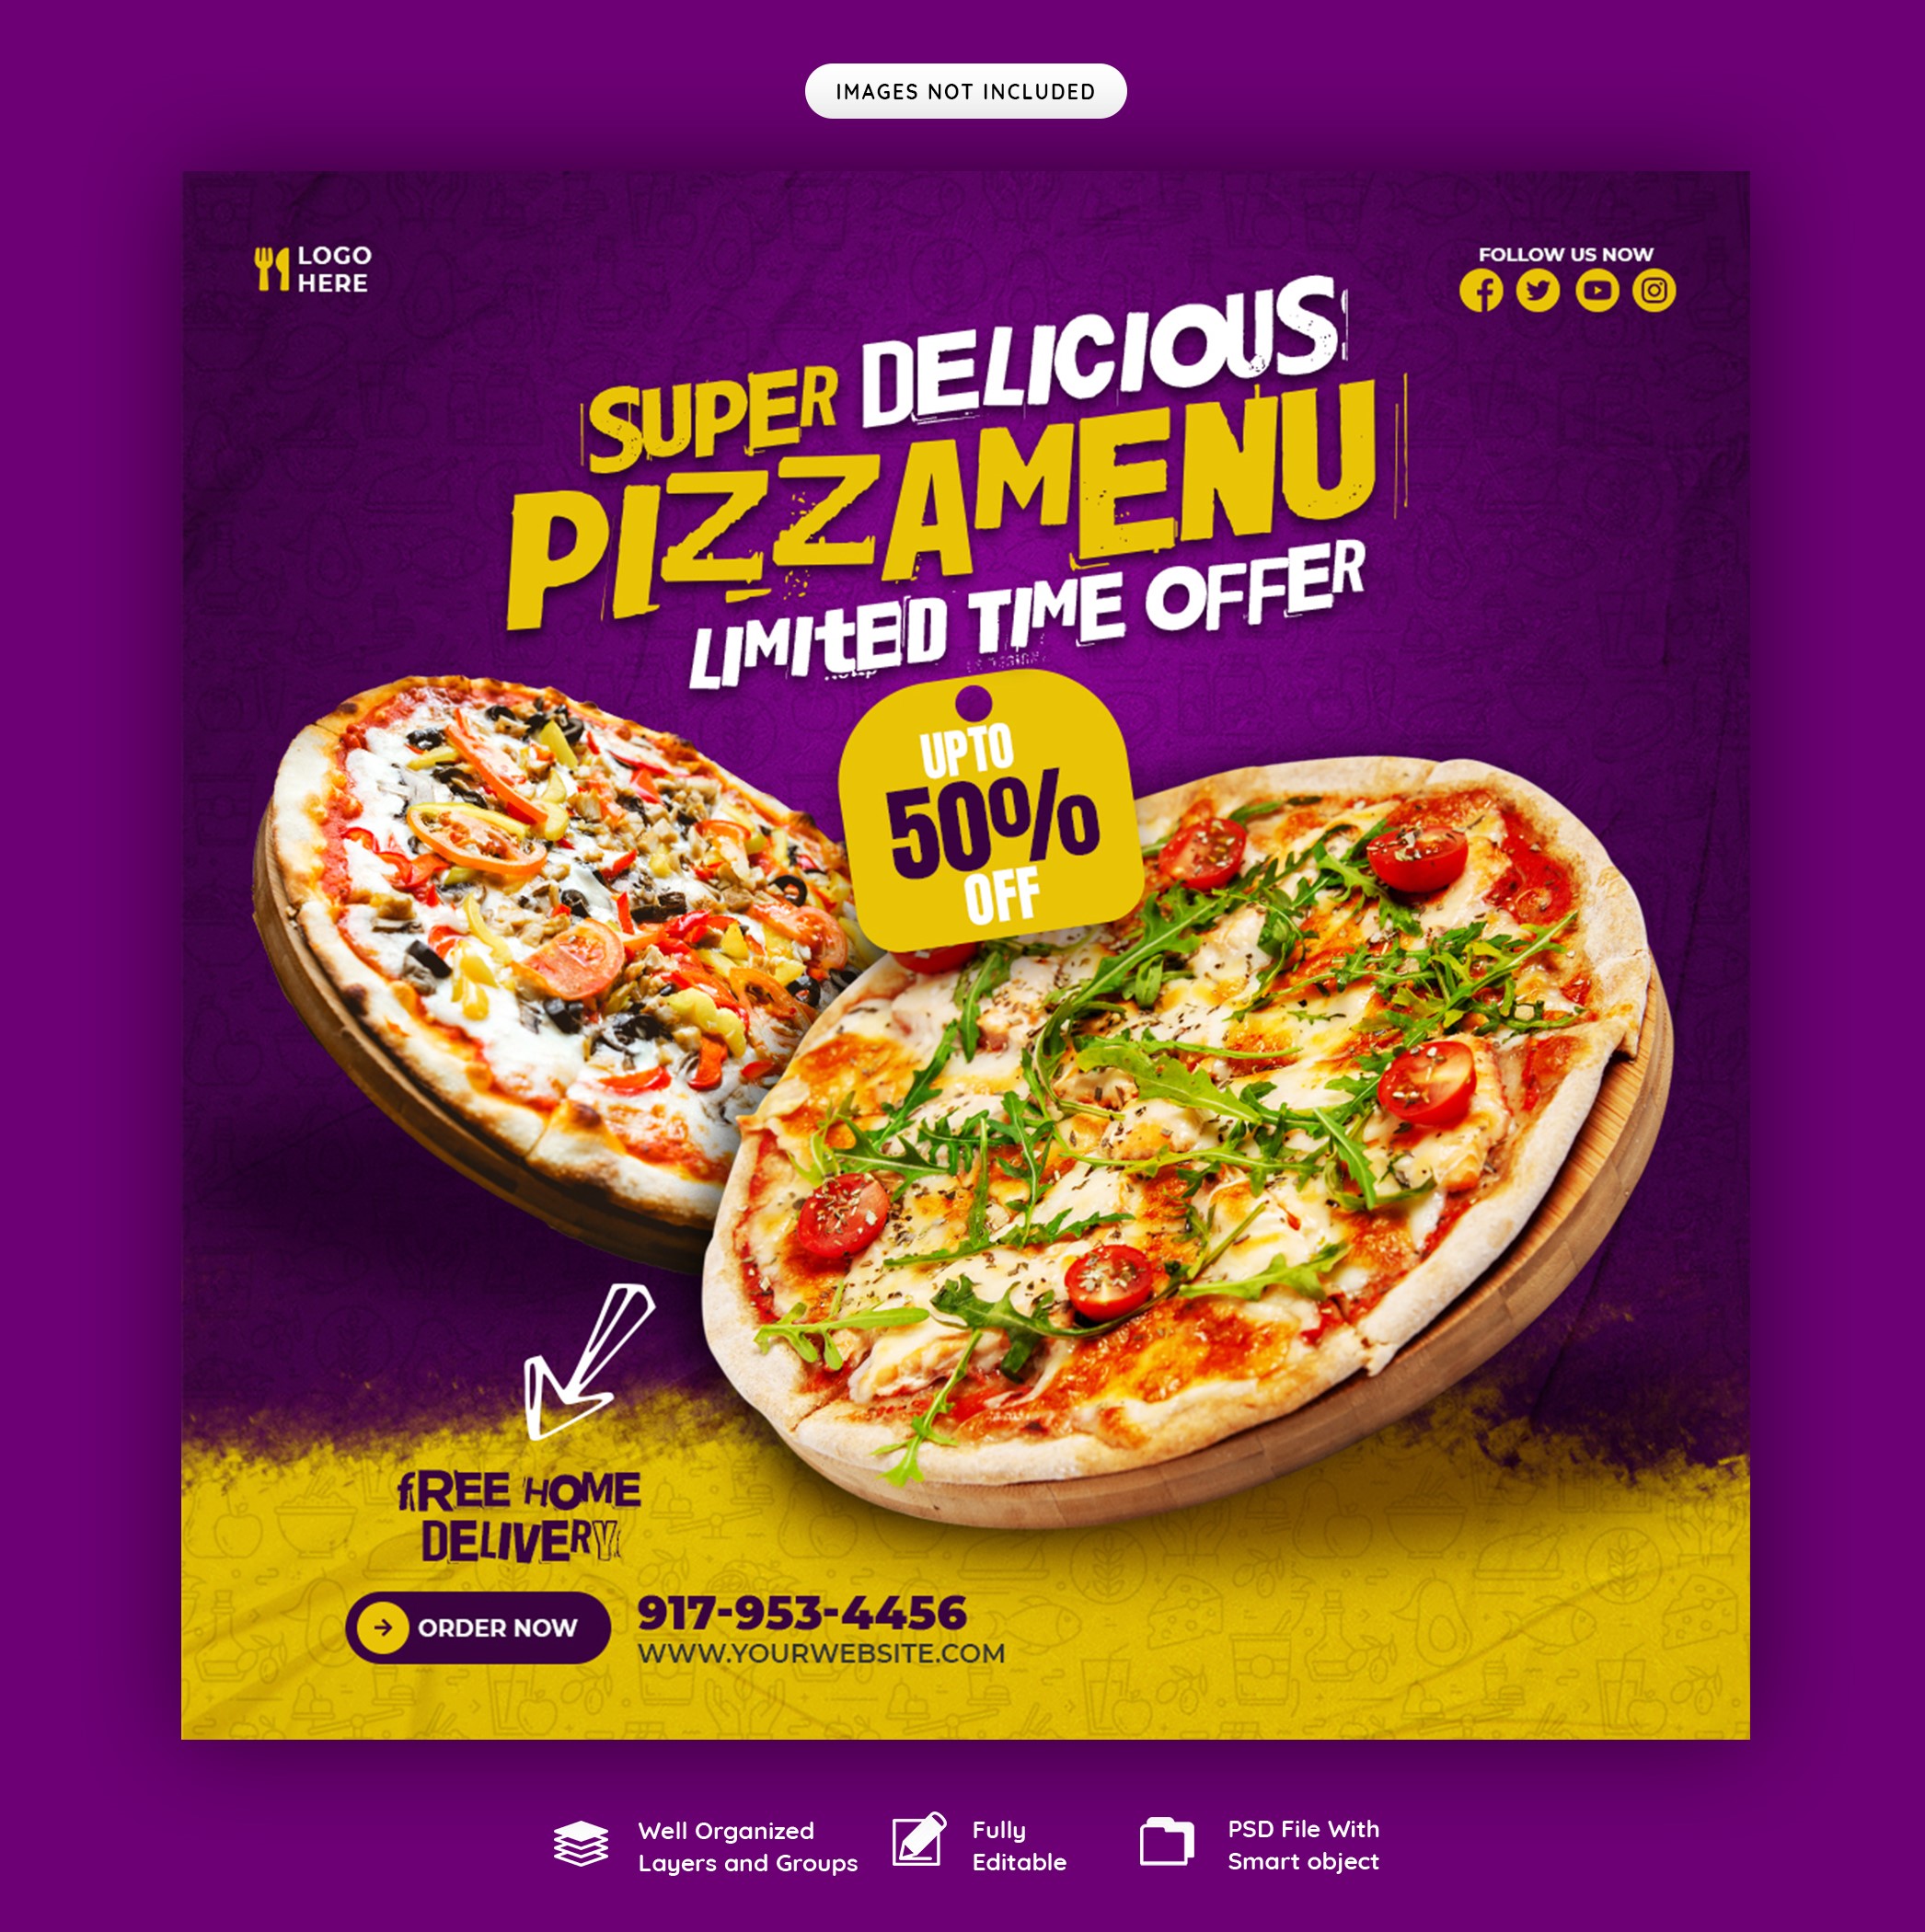 IMAGES NOT INCLUDED
LOGO
HERE
FOLLOW US NOW
SUPER DELICIOUS
PIZZAMENU
LIMITED TIME OFFER
UPTO
50%
OFF
fREE HOME
DELIVERY
ORDER NOW
917-953-4456
WWW.YOURWEBSITE.COM
Well Organized
Layers and Groups
Fully
Editable
PSD File With
Smart object